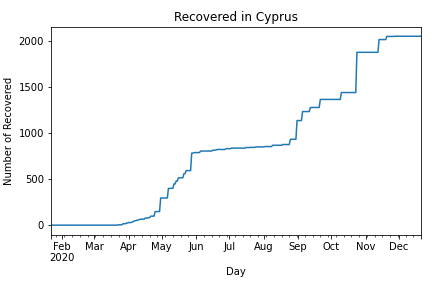 Recovered in Cyprus
Number of Recovered
2000
1500
1000
500
0
Feb Mar Apr May Jun Jul Aug Sep Oct Nov Dec
2020
Day